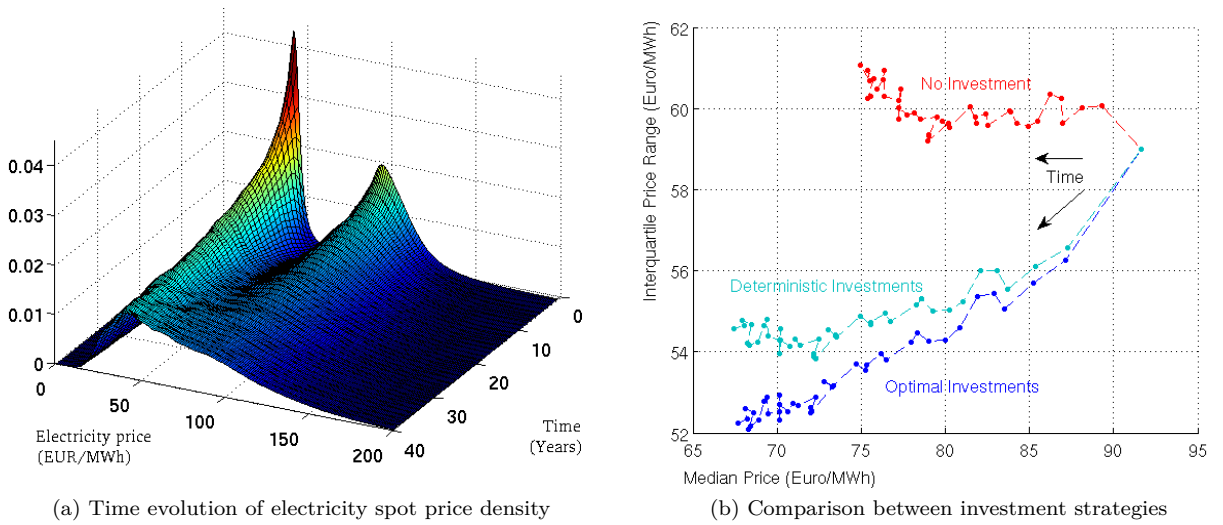 0.04
0.03
0.02
0.01
0
0
50
100
150
200
0
10
20
30
40
Electricity price
(EUR/MWh)
Time
(Years)
(a) Time evolution of electricity spot price density
62
60
58
56
54
52
65
70
75
80
85
90
95
Interquartile Price Range (Euro/MWh)
Median Price (Euro/MWh)
No Investment
Time
Deterministic Investments
Optimal Investments
(b) Comparison between investment strategies